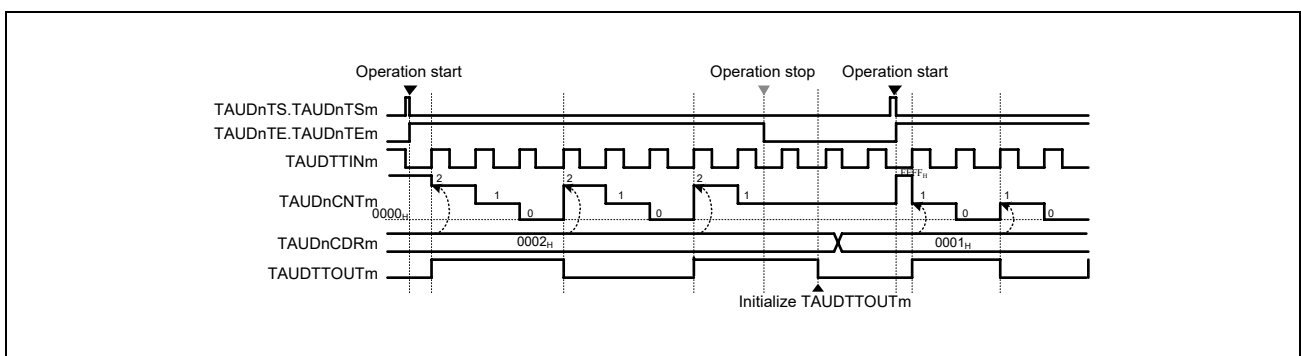 Operation start Operation stop Operation start
TAUDnTS.TAUDnTSm
TAUDnTE.TAUDnTEm
TAUDTTINm
FFFFH
2 2 2
TAUDnCNTm 1 1 1 1 1
0000H 0 0 0 0
TAUDnCDRm 0002H 0001H
TAUDTTOUTm
Initialize TAUDTTOUTm